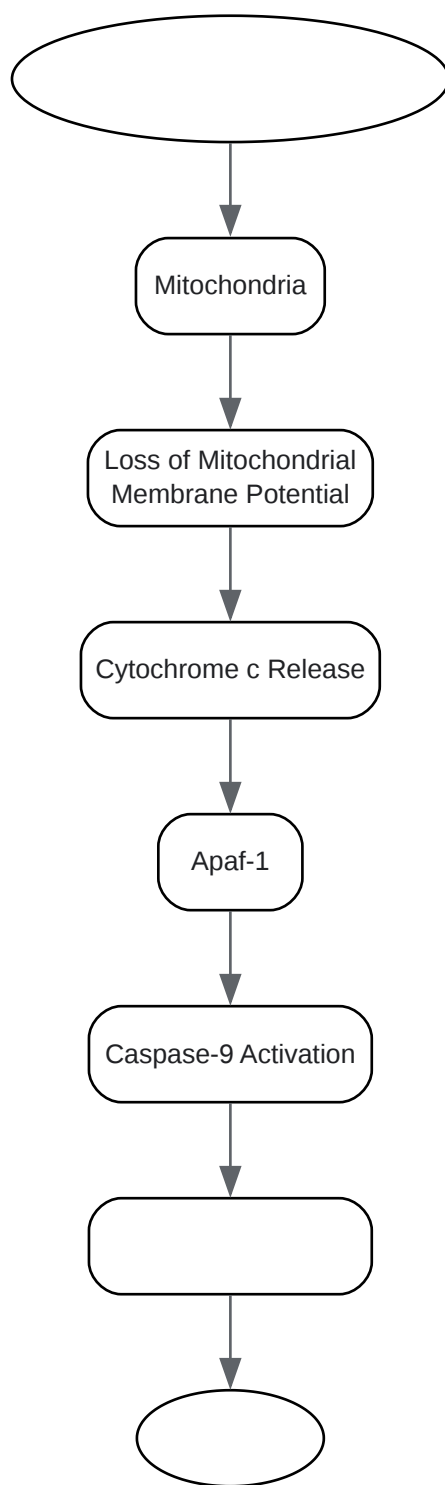 Mitochondria
Loss of Mitochondrial
Membrane Potential
Cytochrome c Release
Apaf-1
Caspase-9 Activation